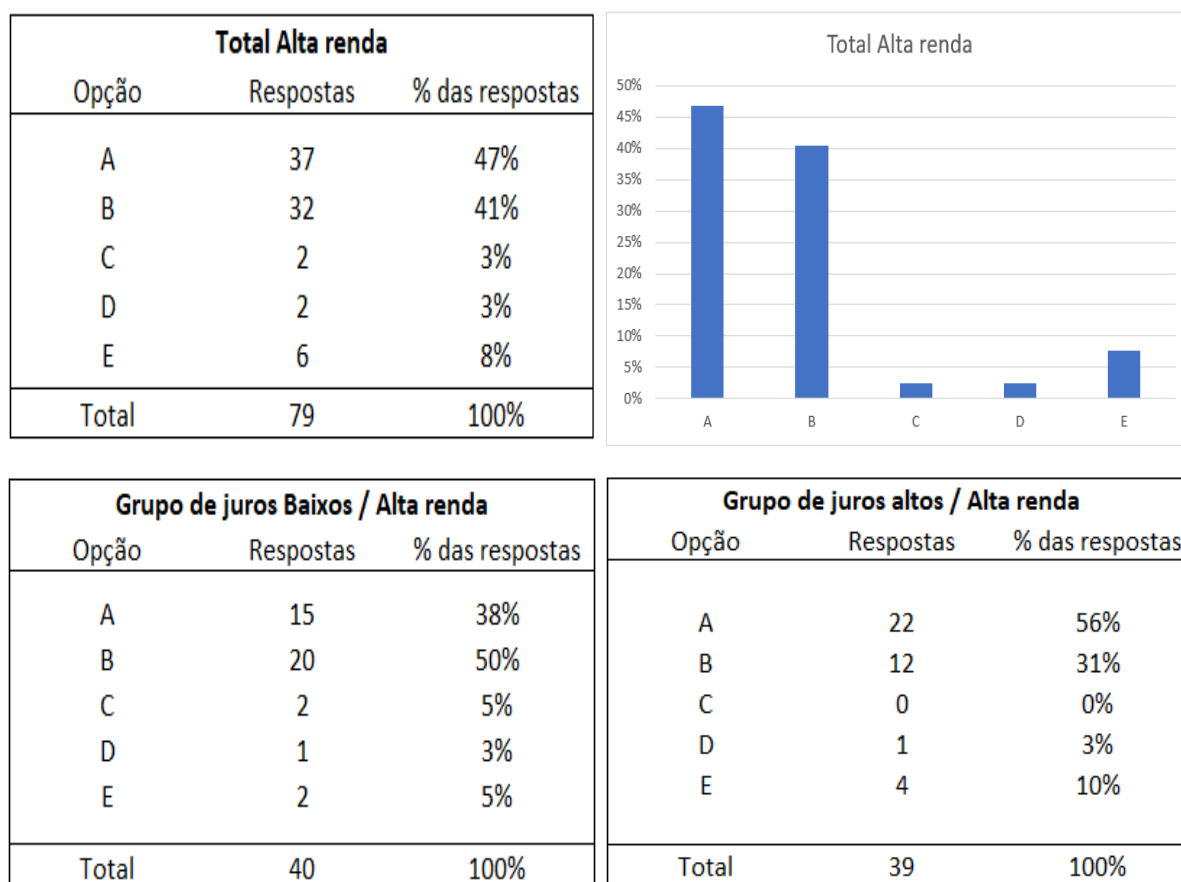 Total Alta renda
Opção Respostas % das respostas
A 37 47%
B 32 41%
C 2 3%
D 2 3%
E 6 8%
Total 79 100%
Total Alta renda
50%
45%
40%
35%
30%
25%
20%
15%
10%
5%
0%
A B C D E
Grupo de juros Baixos / Alta renda
Opção Respostas % das respostas
A 15 38%
B 20 50%
C 2 5%
D 1 3%
E 2 5%
Total 40 100%
Grupo de juros altos / Alta renda
Opção Respostas % das respostas
A 22 56%
B 12 31%
C 0 0%
D 1 3%
E 4 10%
Total 39 100%